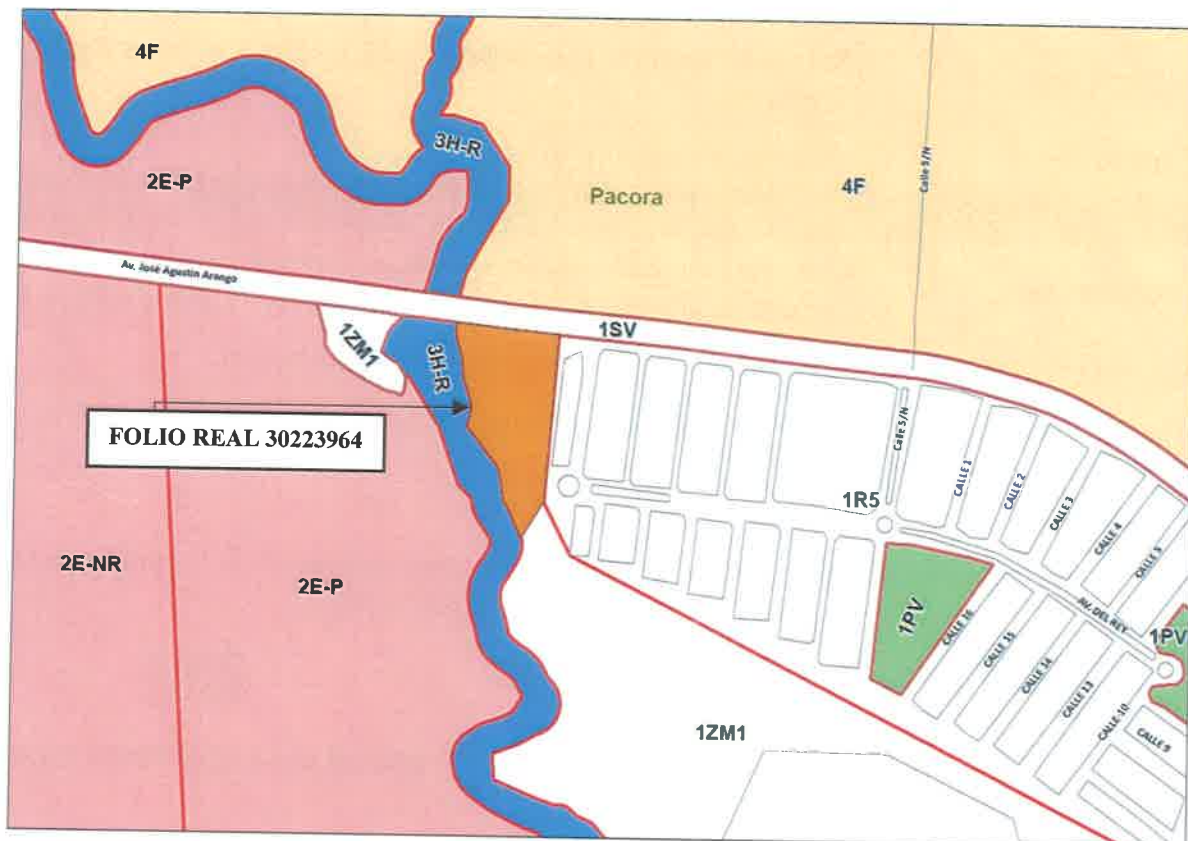 4F
3H-R
2E-P
Pacora
4F
Calle S/N
Av. José Agustín Arango
1ZM1
3H-R
1SV
FOLIO REAL 30223964
Calle S/N
CALLE 1
CALLE 2
CALLE 3
CALLE 4
CALLE 5
1R5
2E-NR
2E-P
1PV
CALLE 16
CALLE 15
CALLE 14
CALLE 13
CALLE 10
CALLE 9
AV. DEL REY
1PV
1ZM1